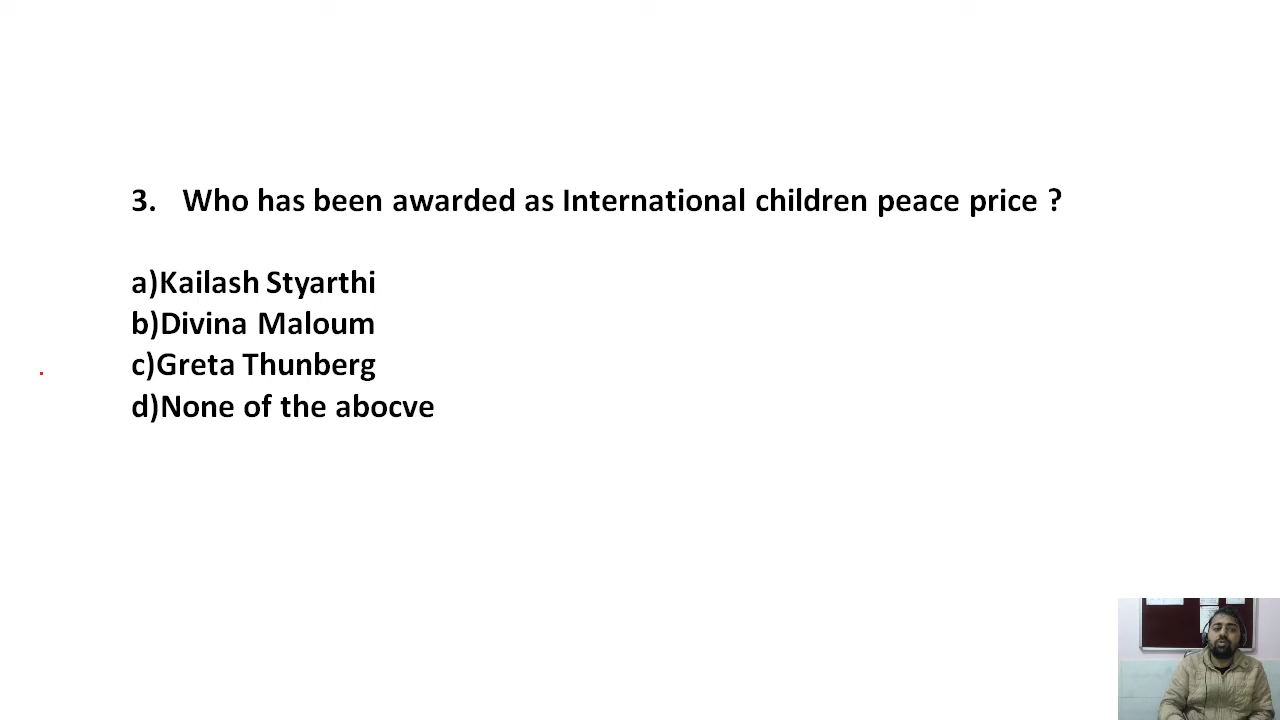 3. Who has been awarded as International children peace price ?
a)Kailash Styarthi
b)Divina Maloum
c)Greta Thunberg
d)None of the abocve